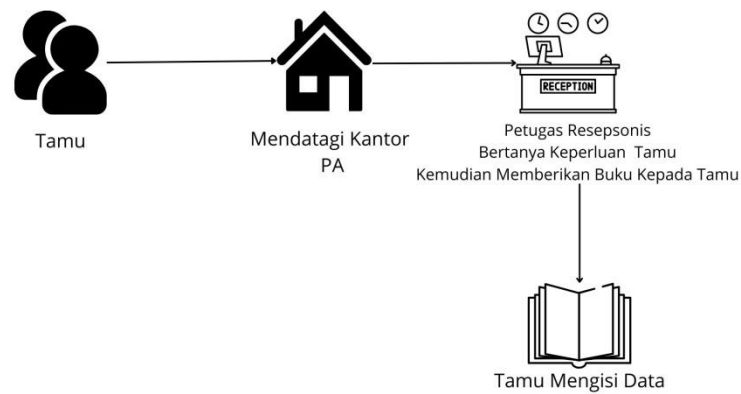 Tamu
Mendatagi Kantor
PA
RECEPTION
Petugas Resepsonis
Bertanya Keperluan Tamu
Kemudian Memberikan Buku Kepada Tamu
Tamu Mengisi Data